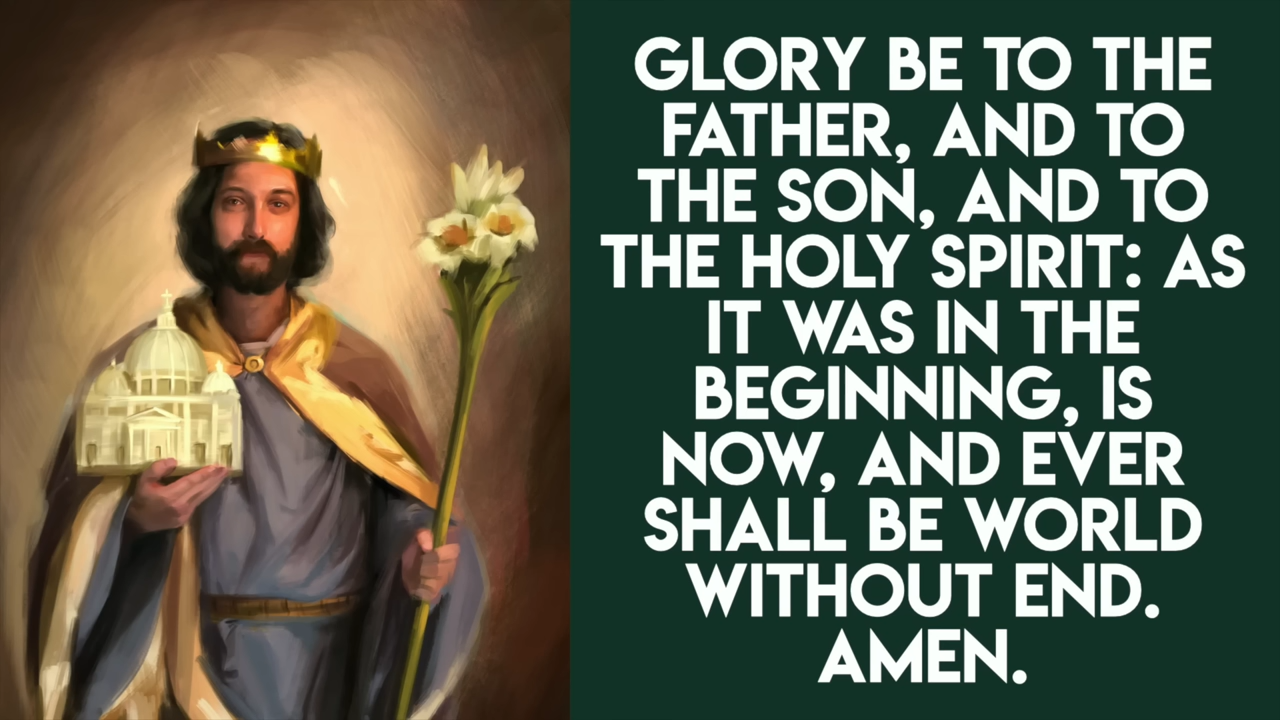 GLORY BE TO THE
FATHER, AND TO
THE SON, AND TO
THE HOLY SPIRIT: AS
IT WAS IN THE
BEGINNING, IS
NOW, AND EVER
SHALL BE WORLD
WITHOUT END.
AMEN.